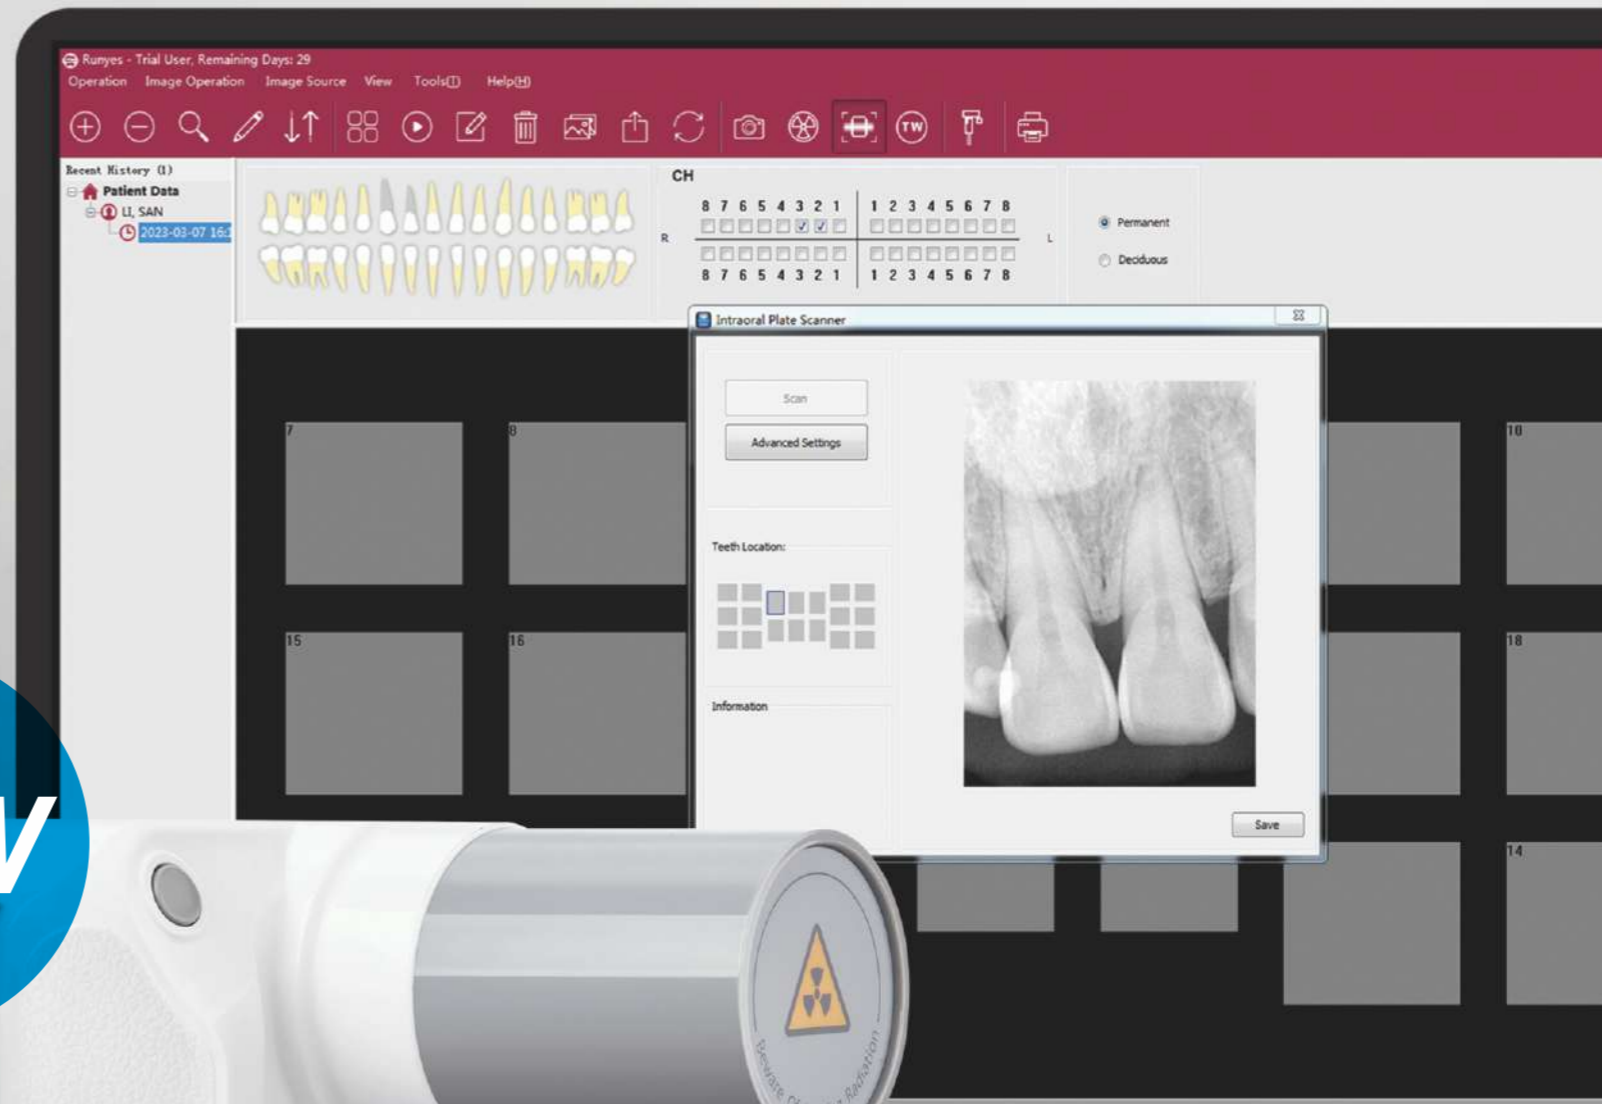 Runyes - Trial User, Remaining Days: 29
Operation Image Operation Image Source View Tools(T) Help(H)
TW
Recent History (1)
Patient Data
LI, SAN
2023-03-07 16:1
CH
8 7 6 5 4 3 2 1 1 2 3 4 5 6 7 8
R L
8 7 6 5 4 3 2 1 1 2 3 4 5 6 7 8
Permanent
Deciduous
Intraoral Plate Scanner
Scan
Advanced Settings
Teeth Location:
Information
Save
7 8 10
15 16 18
14
W
Beware Radiation